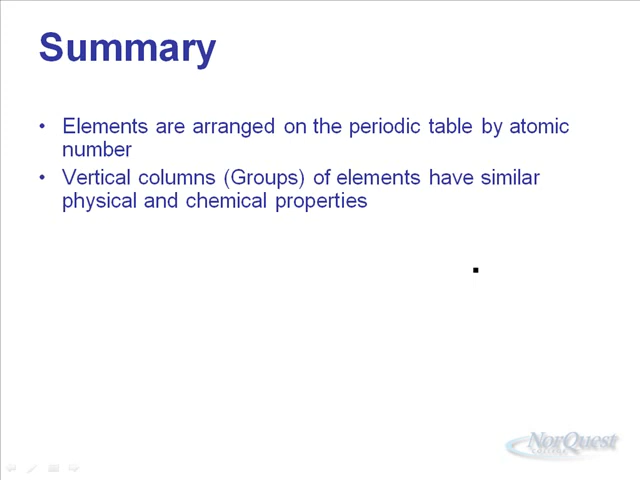 Summary
• Elements are arranged on the periodic table by atomic
number
• Vertical columns (Groups) of elements have similar
physical and chemical properties
NorQuest
COLLEGE